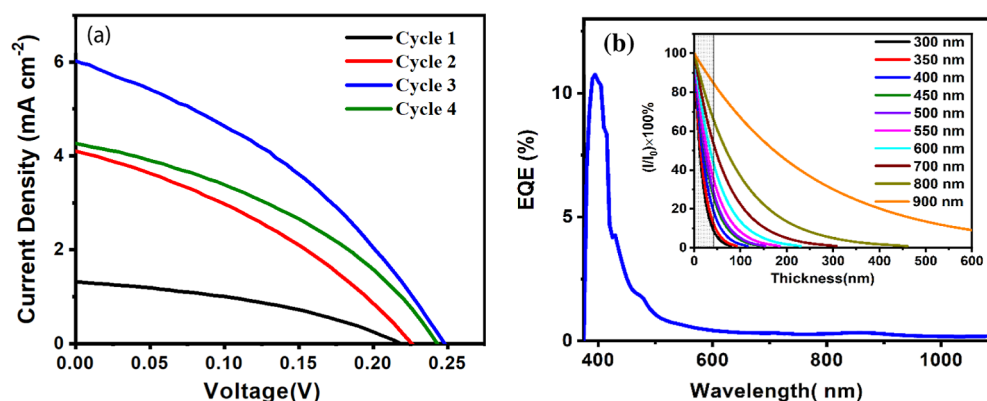 (a)
Cycle 1
Cycle 2
Cycle 3
Cycle 4
Current Density (mA cm-2)
6
4
2
0
0.00 0.05 0.10 0.15 0.20 0.25
Voltage(V)
(b)
EQE (%)
10
5
0
400 600 800 1000
Wavelength( nm)
(I/I0)×100%
100
80
60
40
20
0
0 100 200 300 400 500 600
Thickness(nm)
300 nm
350 nm
400 nm
450 nm
500 nm
550 nm
600 nm
700 nm
800 nm
900 nm